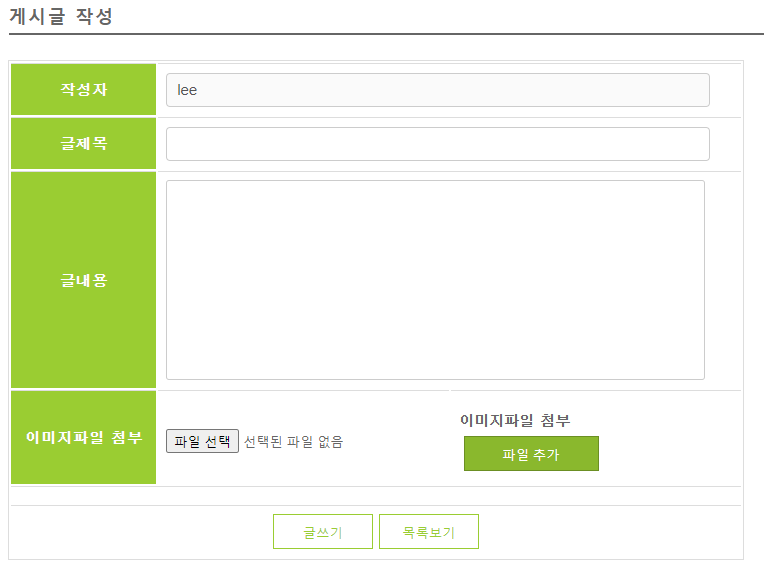 게시글 작성
작성자
lee
글제목
글내용
이미지파일 첨부
파일 선택 선택된 파일 없음
이미지파일 첨부
파일 추가
글쓰기
목록보기